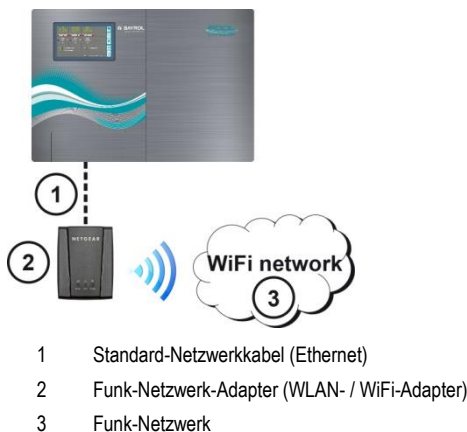 BAYROL
1
2
NETGEAR
WiFi network
3
1 Standard-Netzwerkkabel (Ethernet)
2 Funk-Netzwerk-Adapter (WLAN- / WiFi-Adapter)
3 Funk-Netzwerk